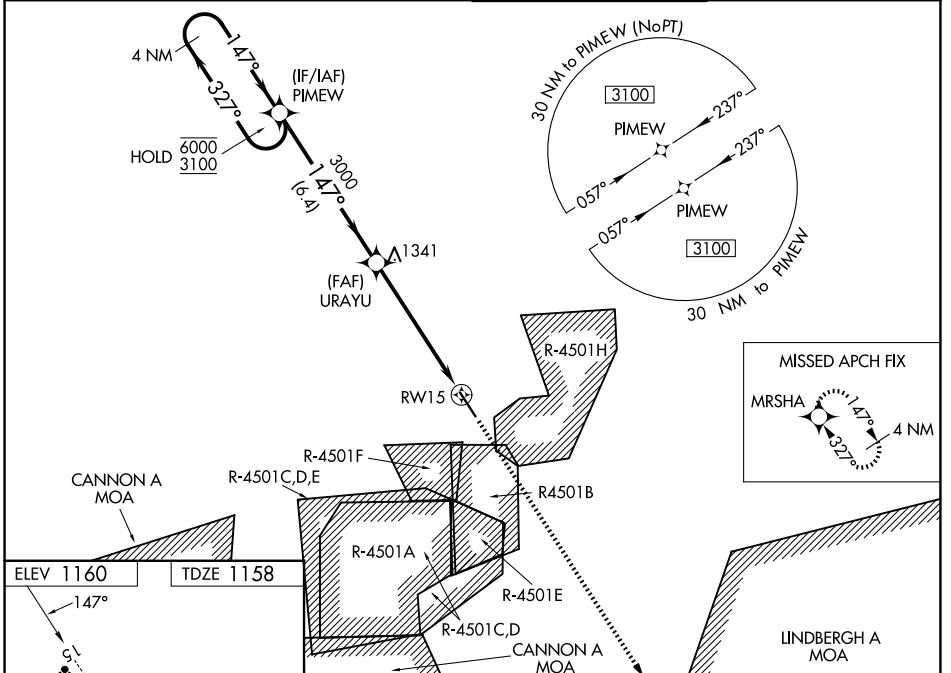 4 NM
147°
327°
(IF/IAF)
PIMEW
HOLD
6000
3100
3000
147°
(6.4)
1341
(FAF)
URAYU
RW15
30 NM to PIMEW (NoPT)
3100
PIMEW
237°
057°
237°
057°
PIMEW
3100
30 NM to PIMEW
MISSED APCH FIX
MRSHA
147°
327°
4 NM
R-4501H
R-4501F
R-4501C,D,E
R4501B
CANNON A
MOA
R-4501A
R-4501E
R-4501C,D
CANNON A
MOA
LINDBERGH A
MOA
ELEV 1160
TDZE 1158
147°
15